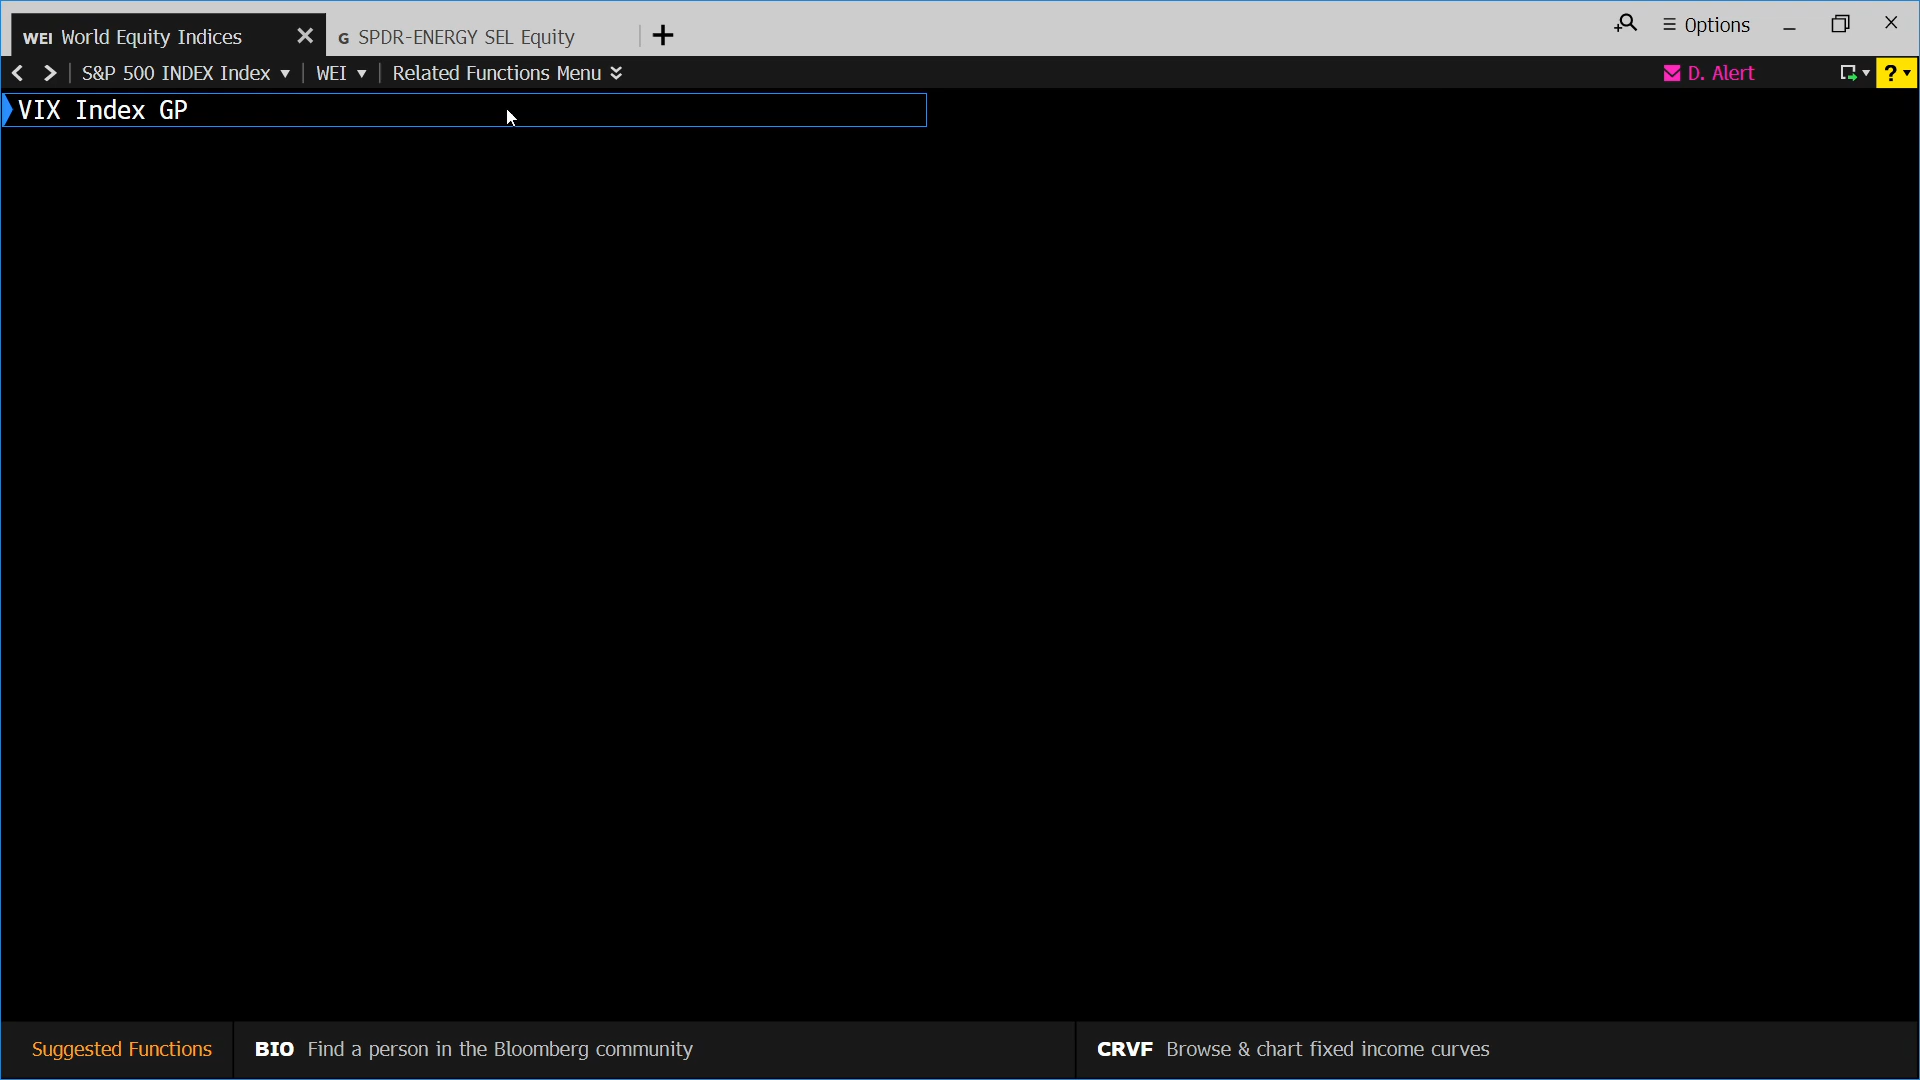 WEI World Equity Indices
G SPDR-ENERGY SEL Equity
Options
S&P 500 INDEX Index
WEI
Related Functions Menu
D. Alert
?
VIX Index GP
Suggested Functions
BIO Find a person in the Bloomberg community
CRVF Browse & chart fixed income curves